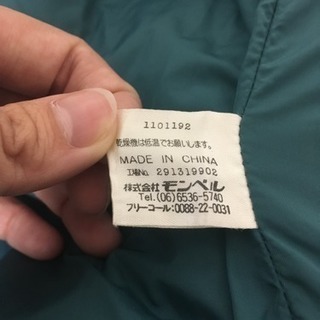 1101192
乾燥機は低温でお願いします。
MADE IN CHINA
工場No. 291319902
株式会社 モンベル
Tel.(06)6536-5740
フリーコール:0088-22-0031